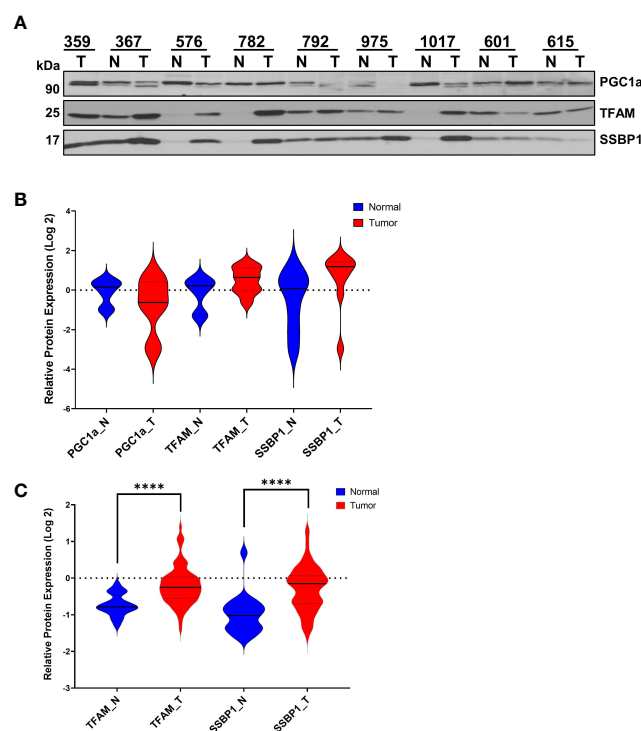 A
359 367 576 782 792 975 1017 601 615
kDa T N T N T N T N T N T N T N T N T
90 PGC1a
25 TFAM
17 SSBP1
B
Normal
Tumor
Relative Protein Expression (Log 2)
4
2
0
-2
-4
-6
PGC1a_N
PGC1a_T
TFAM_N
TFAM_T
SSBP1_N
SSBP1_T
C
**** ****
Normal
Tumor
Relative Protein Expression (Log 2)
2
1
0
-1
-2
-3
TFAM_N
TFAM_T
SSBP1_N
SSBP1_T